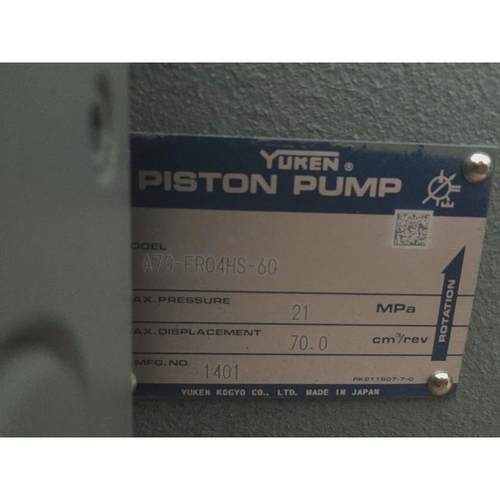 YUKEN ®
PISTON PUMP
ODEL
A70-FR04HS-60
AX. PRESSURE 21 MPa
AX. DISPLACEMENT 70.0 cm³/rev
MFG.NO. 1401
ROTATION
YUKEN KOGYO CO., LTD. MADE IN JAPAN